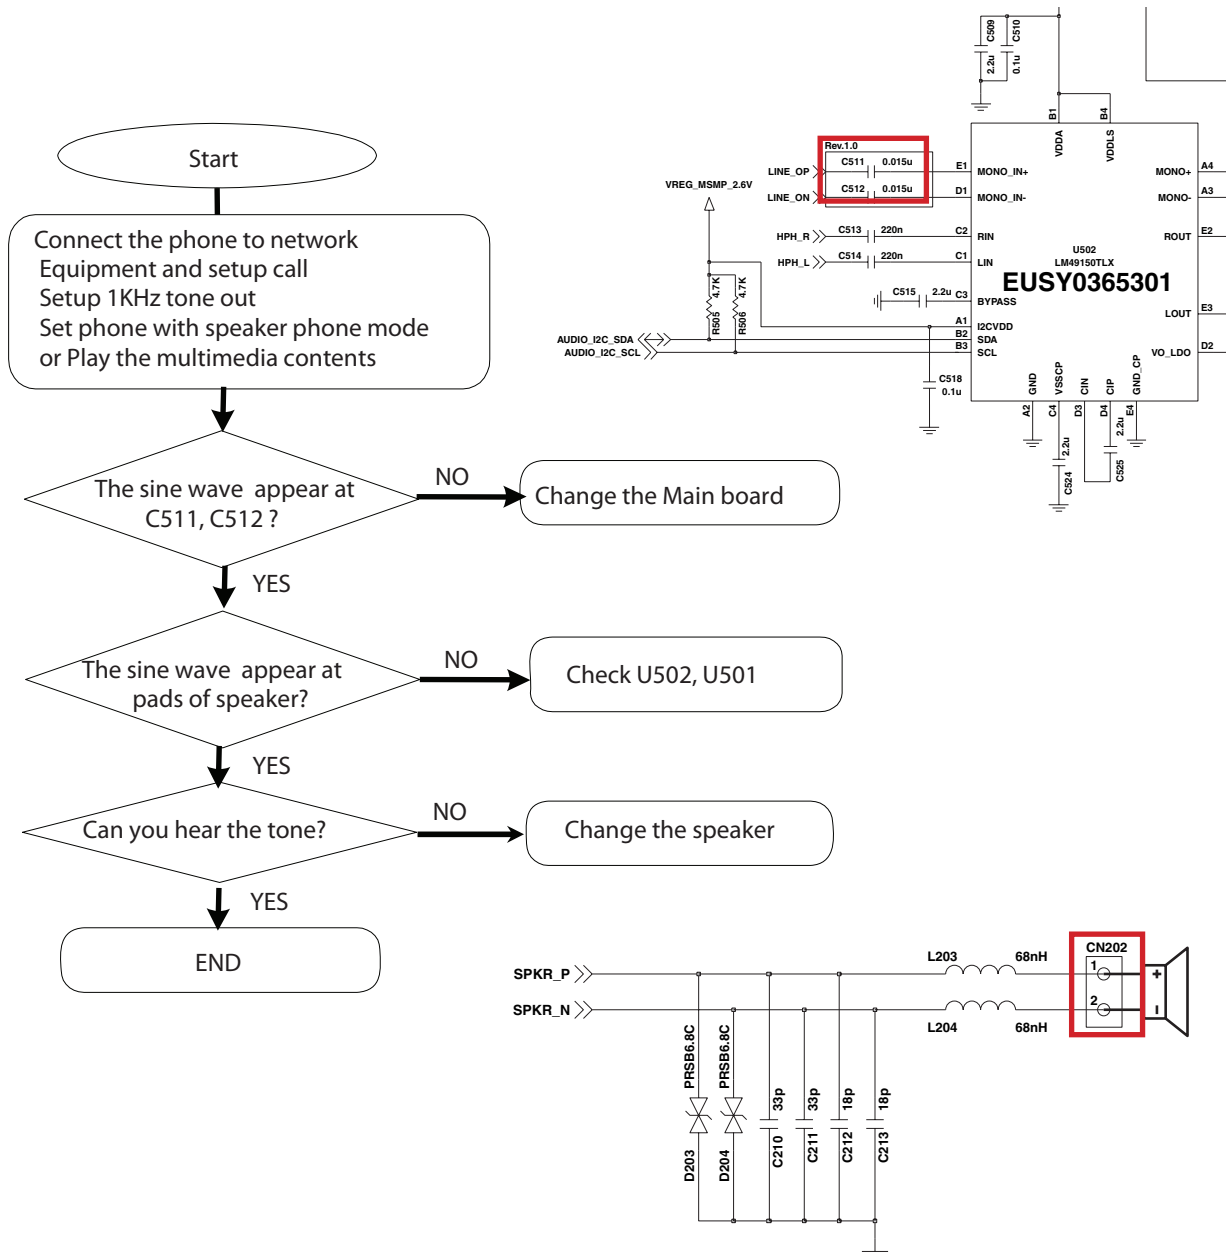 Start
Connect the phone to network
Equipment and setup call
Setup 1KHz tone out
Set phone with speaker phone mode
or Play the multimedia contents
The sine wave appear at
C511, C512 ?
NO
Change the Main board
YES
The sine wave appear at
pads of speaker?
NO
Check U502, U501
YES
Can you hear the tone?
NO
Change the speaker
YES
END
C509
2.2u
C510
0.1u
B1
B4
VDDA
VDDLS
Rev.1.0
LINE_OP
C511
0.015u
E1
MONO_IN+
LINE_ON
C512
0.015u
D1
MONO_IN-
VREG_MSMP_2.6V
HPH_R
C513
220n
C2
RIN
HPH_L
C514
220n
C1
LIN
4.7K
R505
4.7K
R506
C515
2.2u
C3
BYPASS
A1
I2CVDD
AUDIO_I2C_SDA
B2
SDA
AUDIO_I2C_SCL
B3
SCL
C518
0.1u
U502
LM49150TLX
EUSY0365301
MONO+
A4
MONO-
A3
ROUT
E2
LOUT
E3
VO_LDO
D2
GND
VSSCP
CIN
CIP
GND_CP
A2
C4
D3
D4
E4
2.2u
C524
2.2u
C525
SPKR_P
SPKR_N
L203
68nH
L204
68nH
CN202
1
2
+
-
PRSB6.8C
D203
PRSB6.8C
D204
33p
C210
33p
C211
18p
C212
18p
C213